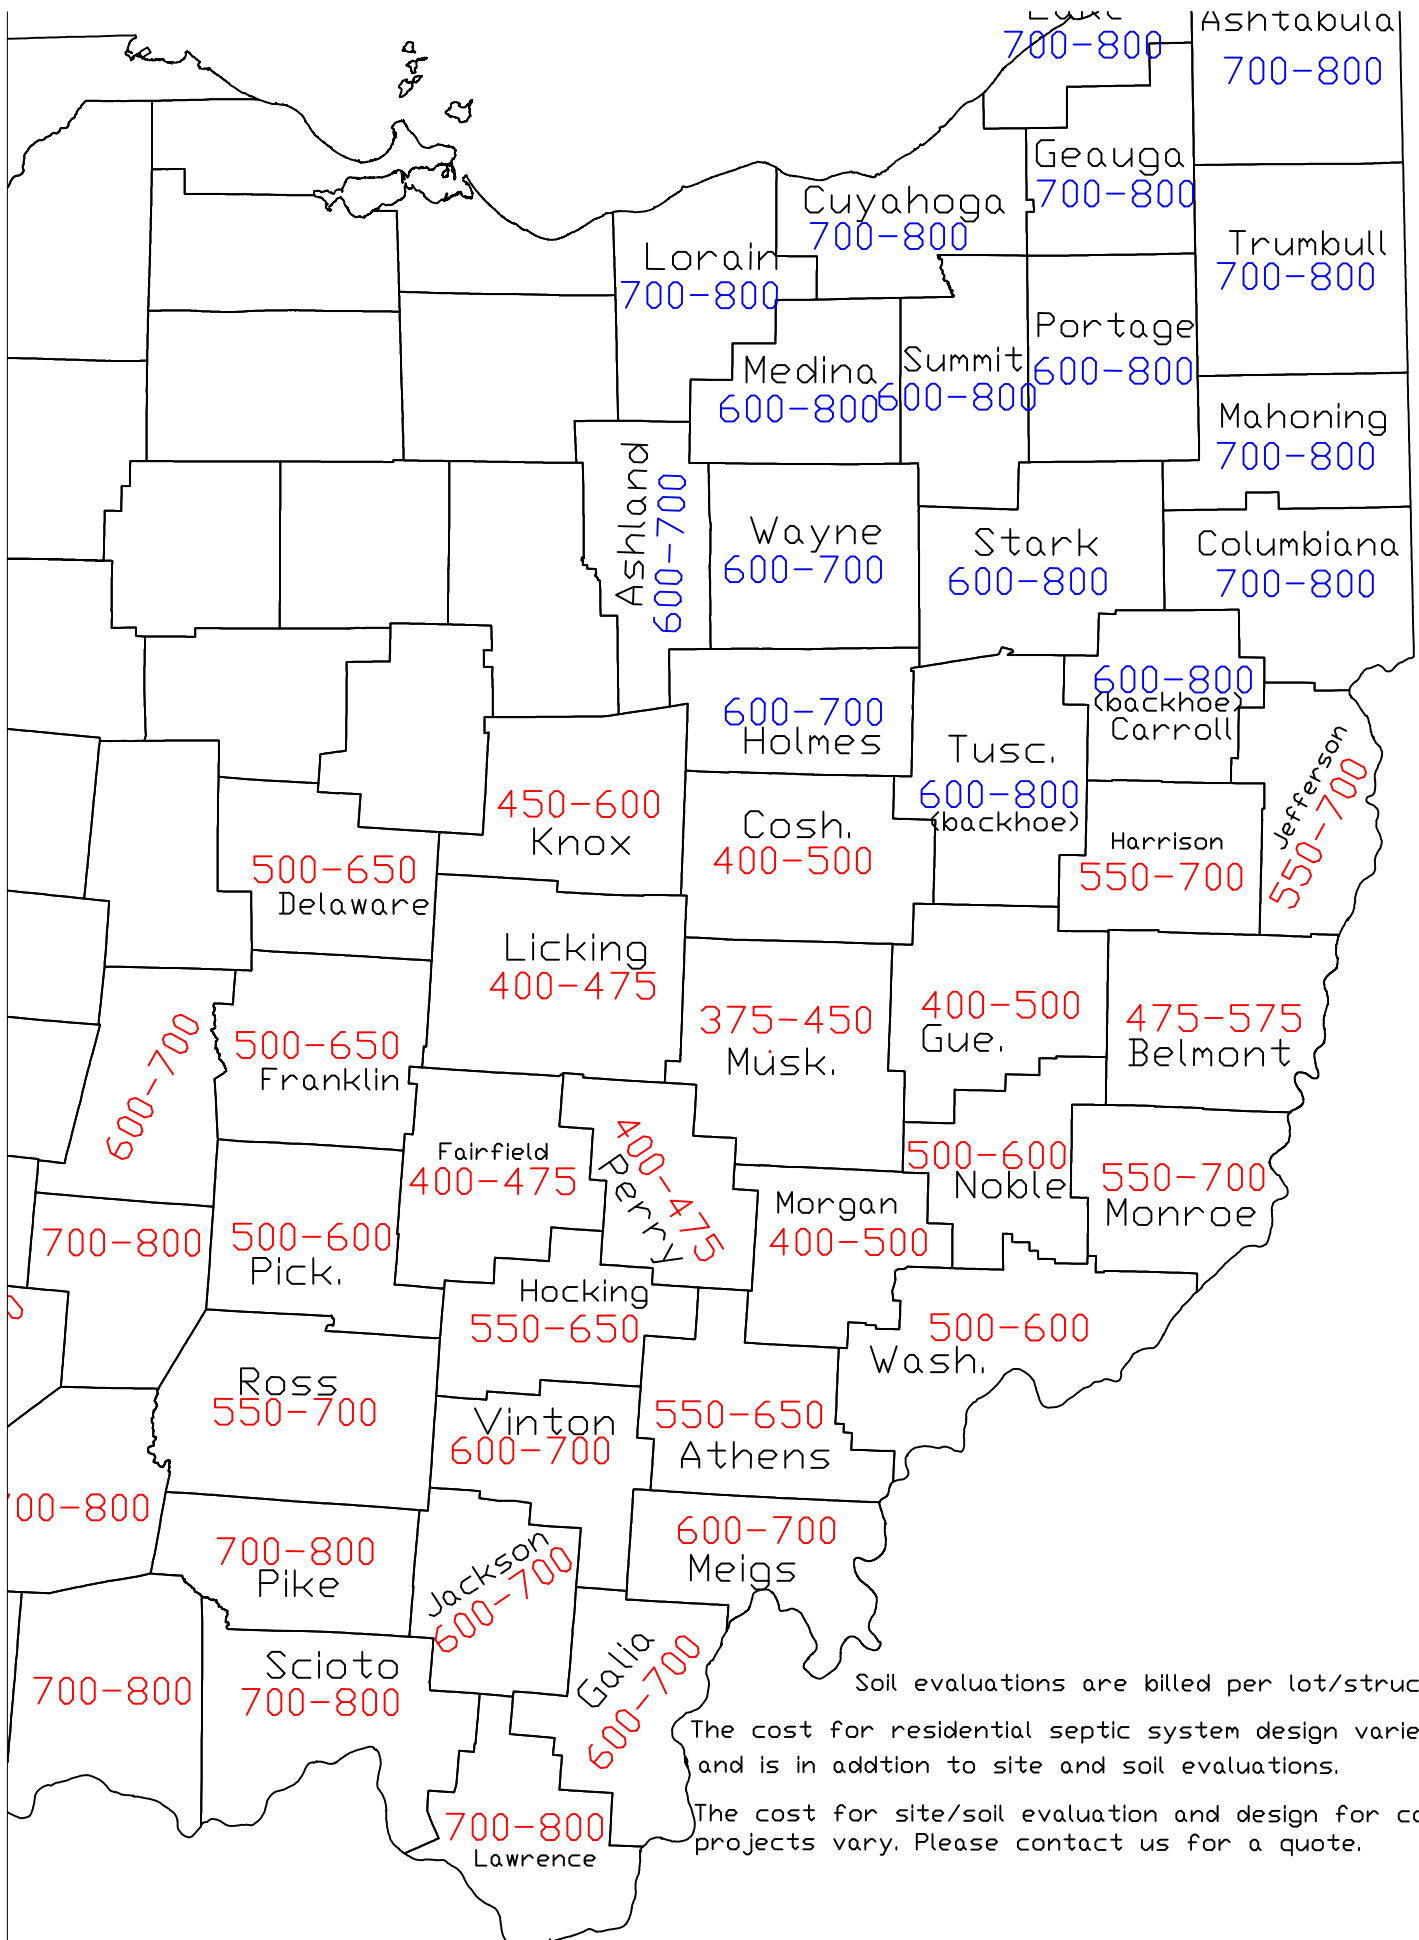 Lake
700-800
Ashtabula
700-800
Geauga
700-800
Cuyahoga
700-800
Lorain
700-800
Trumbull
700-800
Portage
600-800
Summit
600-800
Medina
600-800
Mahoning
700-800
Ashland
600-700
Wayne
600-700
Stark
600-800
Columbiana
700-800
600-700
Holmes
600-800
(backhoe)
Carroll
Tusc.
600-800
(backhoe)
Jefferson
550-700
450-600
Knox
Cosh.
400-500
Harrison
550-700
500-650
Delaware
Licking
400-475
375-450
Musk.
400-500
Gue.
475-575
Belmont
600-700
500-650
Franklin
Fairfield
400-475
400-475
Perry
500-600
Noble
550-700
Monroe
Morgan
400-500
700-800
500-600
Pick.
Hocking
550-650
500-600
Wash.
Ross
550-700
Vinton
600-700
550-650
Athens
700-800
700-800
Pike
Jackson
600-700
600-700
Meigs
700-800
Scioto
700-800
Galia
600-700
700-800
Lawrence
Soil evaluations are billed per lot/struc
The cost for residential septic system design varie
and is in addtion to site and soil evaluations.
The cost for site/soil evaluation and design for co
projects vary. Please contact us for a quote.